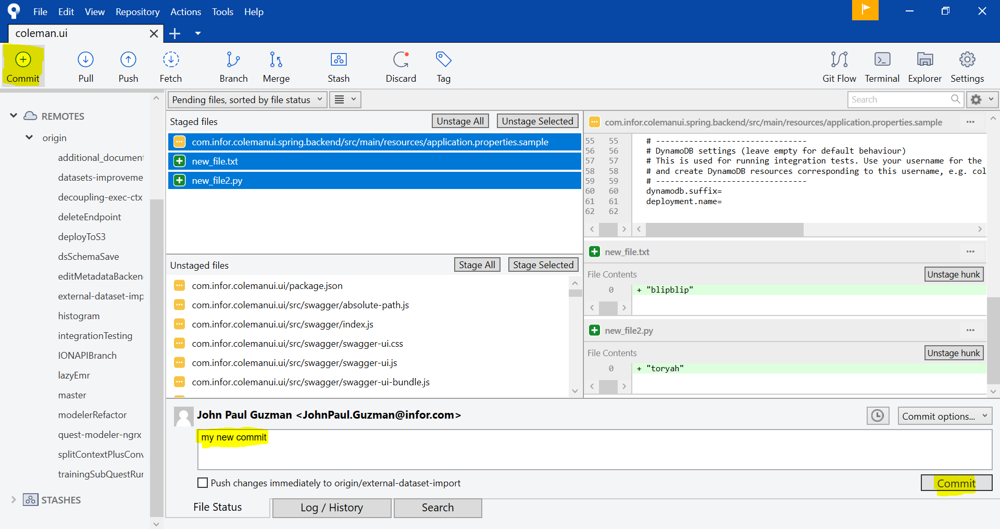 File Edit View Repository Actions Tools Help
coleman.ui
Commit Pull Push Fetch Branch Merge Stash Discard Tag Git Flow Terminal Explorer Settings
REMOTES
origin
additional_document
datasets-improveme
decoupling-exec-ctx
deleteEndpoint
deployToS3
dsSchemaSave
editMetadataBacken
external-dataset-imp
histogram
integrationTesting
IONAPIBranch
lazyEmr
master
modelerRefactor
quest-modeler-ngrx
splitContextPlusConv
trainingSubQuestRur
STASHES
Pending files, sorted by file status
Search
Staged files Unstage All Unstage Selected
com.infor.colemanui.spring.backend/src/main/resources/application.properties.sample
new_file.txt
new_file2.py
Unstaged files Stage All Stage Selected
com.infor.colemanui.ui/package.json
com.infor.colemanui.ui/src/swagger/absolute-path.js
com.infor.colemanui.ui/src/swagger/index.js
com.infor.colemanui.ui/src/swagger/swagger-ui.css
com.infor.colemanui.ui/src/swagger/swagger-ui.js
com.infor.colemanui.ui/src/swagger/swagger-ui-bundle.js
com.infor.colemanui.spring.backend/src/main/resources/application.properties.sample
55 55 # --------------------------------
56 56 # DynamoDB settings (leave empty for default behaviour)
57 57 # This is used for running integration tests. Use your username for the
58 58 # and create DynamoDB resources corresponding to this username, e.g. col
59 59 # --------------------------------
60 60 dynamodb.suffix=
61 61 deployment.name=
62 62
new_file.txt
File Contents Unstage hunk
0 + "blipblip"
new_file2.py
File Contents Unstage hunk
0 + "toryah"
John Paul Guzman <JohnPaul.Guzman@infor.com>
Commit options...
my new commit
Push changes immediately to origin/external-dataset-import
Commit
File Status Log / History Search